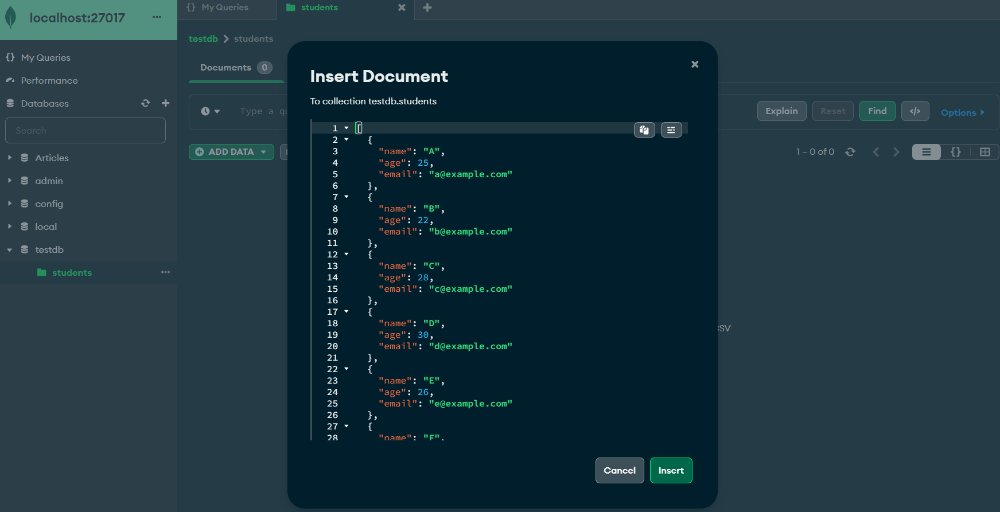 localhost:27017
{} My Queries
students
My Queries
Performance
Databases
Search
Articles
admin
config
local
testdb
students
testdb > students
Documents 0
Type a qu
Explain
Reset
Find
</>
Options
ADD DATA
1 – 0 of 0
{}
CSV
Insert Document
To collection testdb.students
1 [
2 {
3 "name": "A",
4 "age": 25,
5 "email": "a@example.com"
6 },
7 {
8 "name": "B",
9 "age": 22,
10 "email": "b@example.com"
11 },
12 {
13 "name": "C",
14 "age": 28,
15 "email": "c@example.com"
16 },
17 {
18 "name": "D",
19 "age": 30,
20 "email": "d@example.com"
21 },
22 {
23 "name": "E",
24 "age": 26,
25 "email": "e@example.com"
26 },
27 {
28 "name": "F",
Cancel
Insert